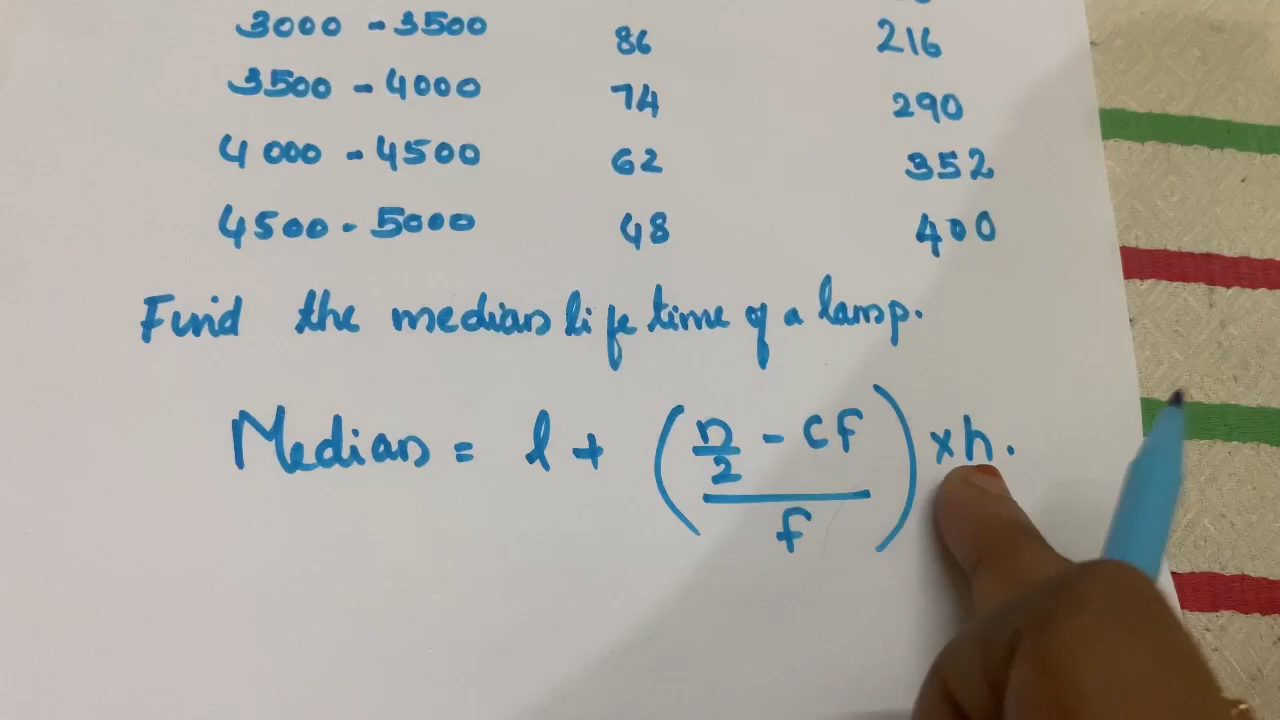 3000 - 3500 86 216
3500 - 4000 74 290
4000 - 4500 62 352
4500 - 5000 48 400
Find the median life time of a lamp.
Median = l + (n/2 - cf / f) × h.